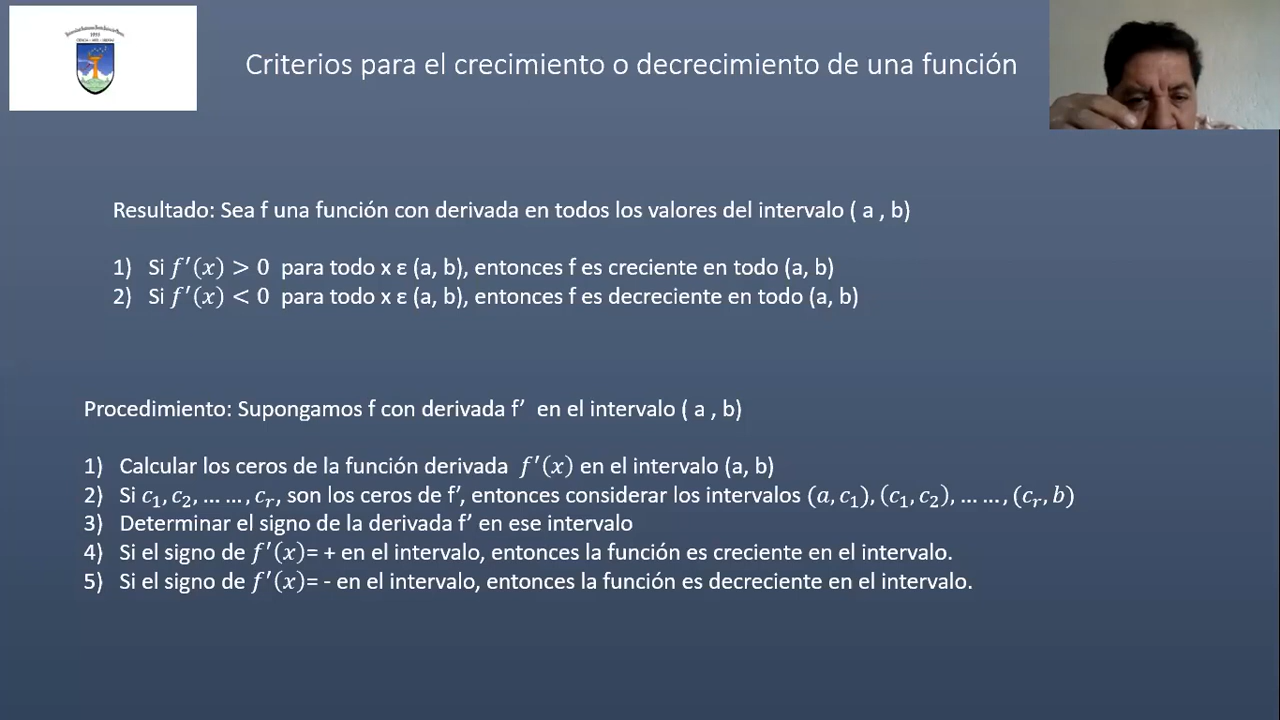 Criterios para el crecimiento o decrecimiento de una función
Resultado: Sea f una función con derivada en todos los valores del intervalo ( a , b)
1) Si f′(x) > 0 para todo x ε (a, b), entonces f es creciente en todo (a, b)
2) Si f′(x) < 0 para todo x ε (a, b), entonces f es decreciente en todo (a, b)
Procedimiento: Supongamos f con derivada f’ en el intervalo ( a , b)
1) Calcular los ceros de la función derivada f′(x) en el intervalo (a, b)
2) Si c₁, c₂, … …, cᵣ, son los ceros de f’, entonces considerar los intervalos (a, c₁), (c₁, c₂), … …, (cᵣ, b)
3) Determinar el signo de la derivada f’ en ese intervalo
4) Si el signo de f′(x)= + en el intervalo, entonces la función es creciente en el intervalo.
5) Si el signo de f′(x)= - en el intervalo, entonces la función es decreciente en el intervalo.